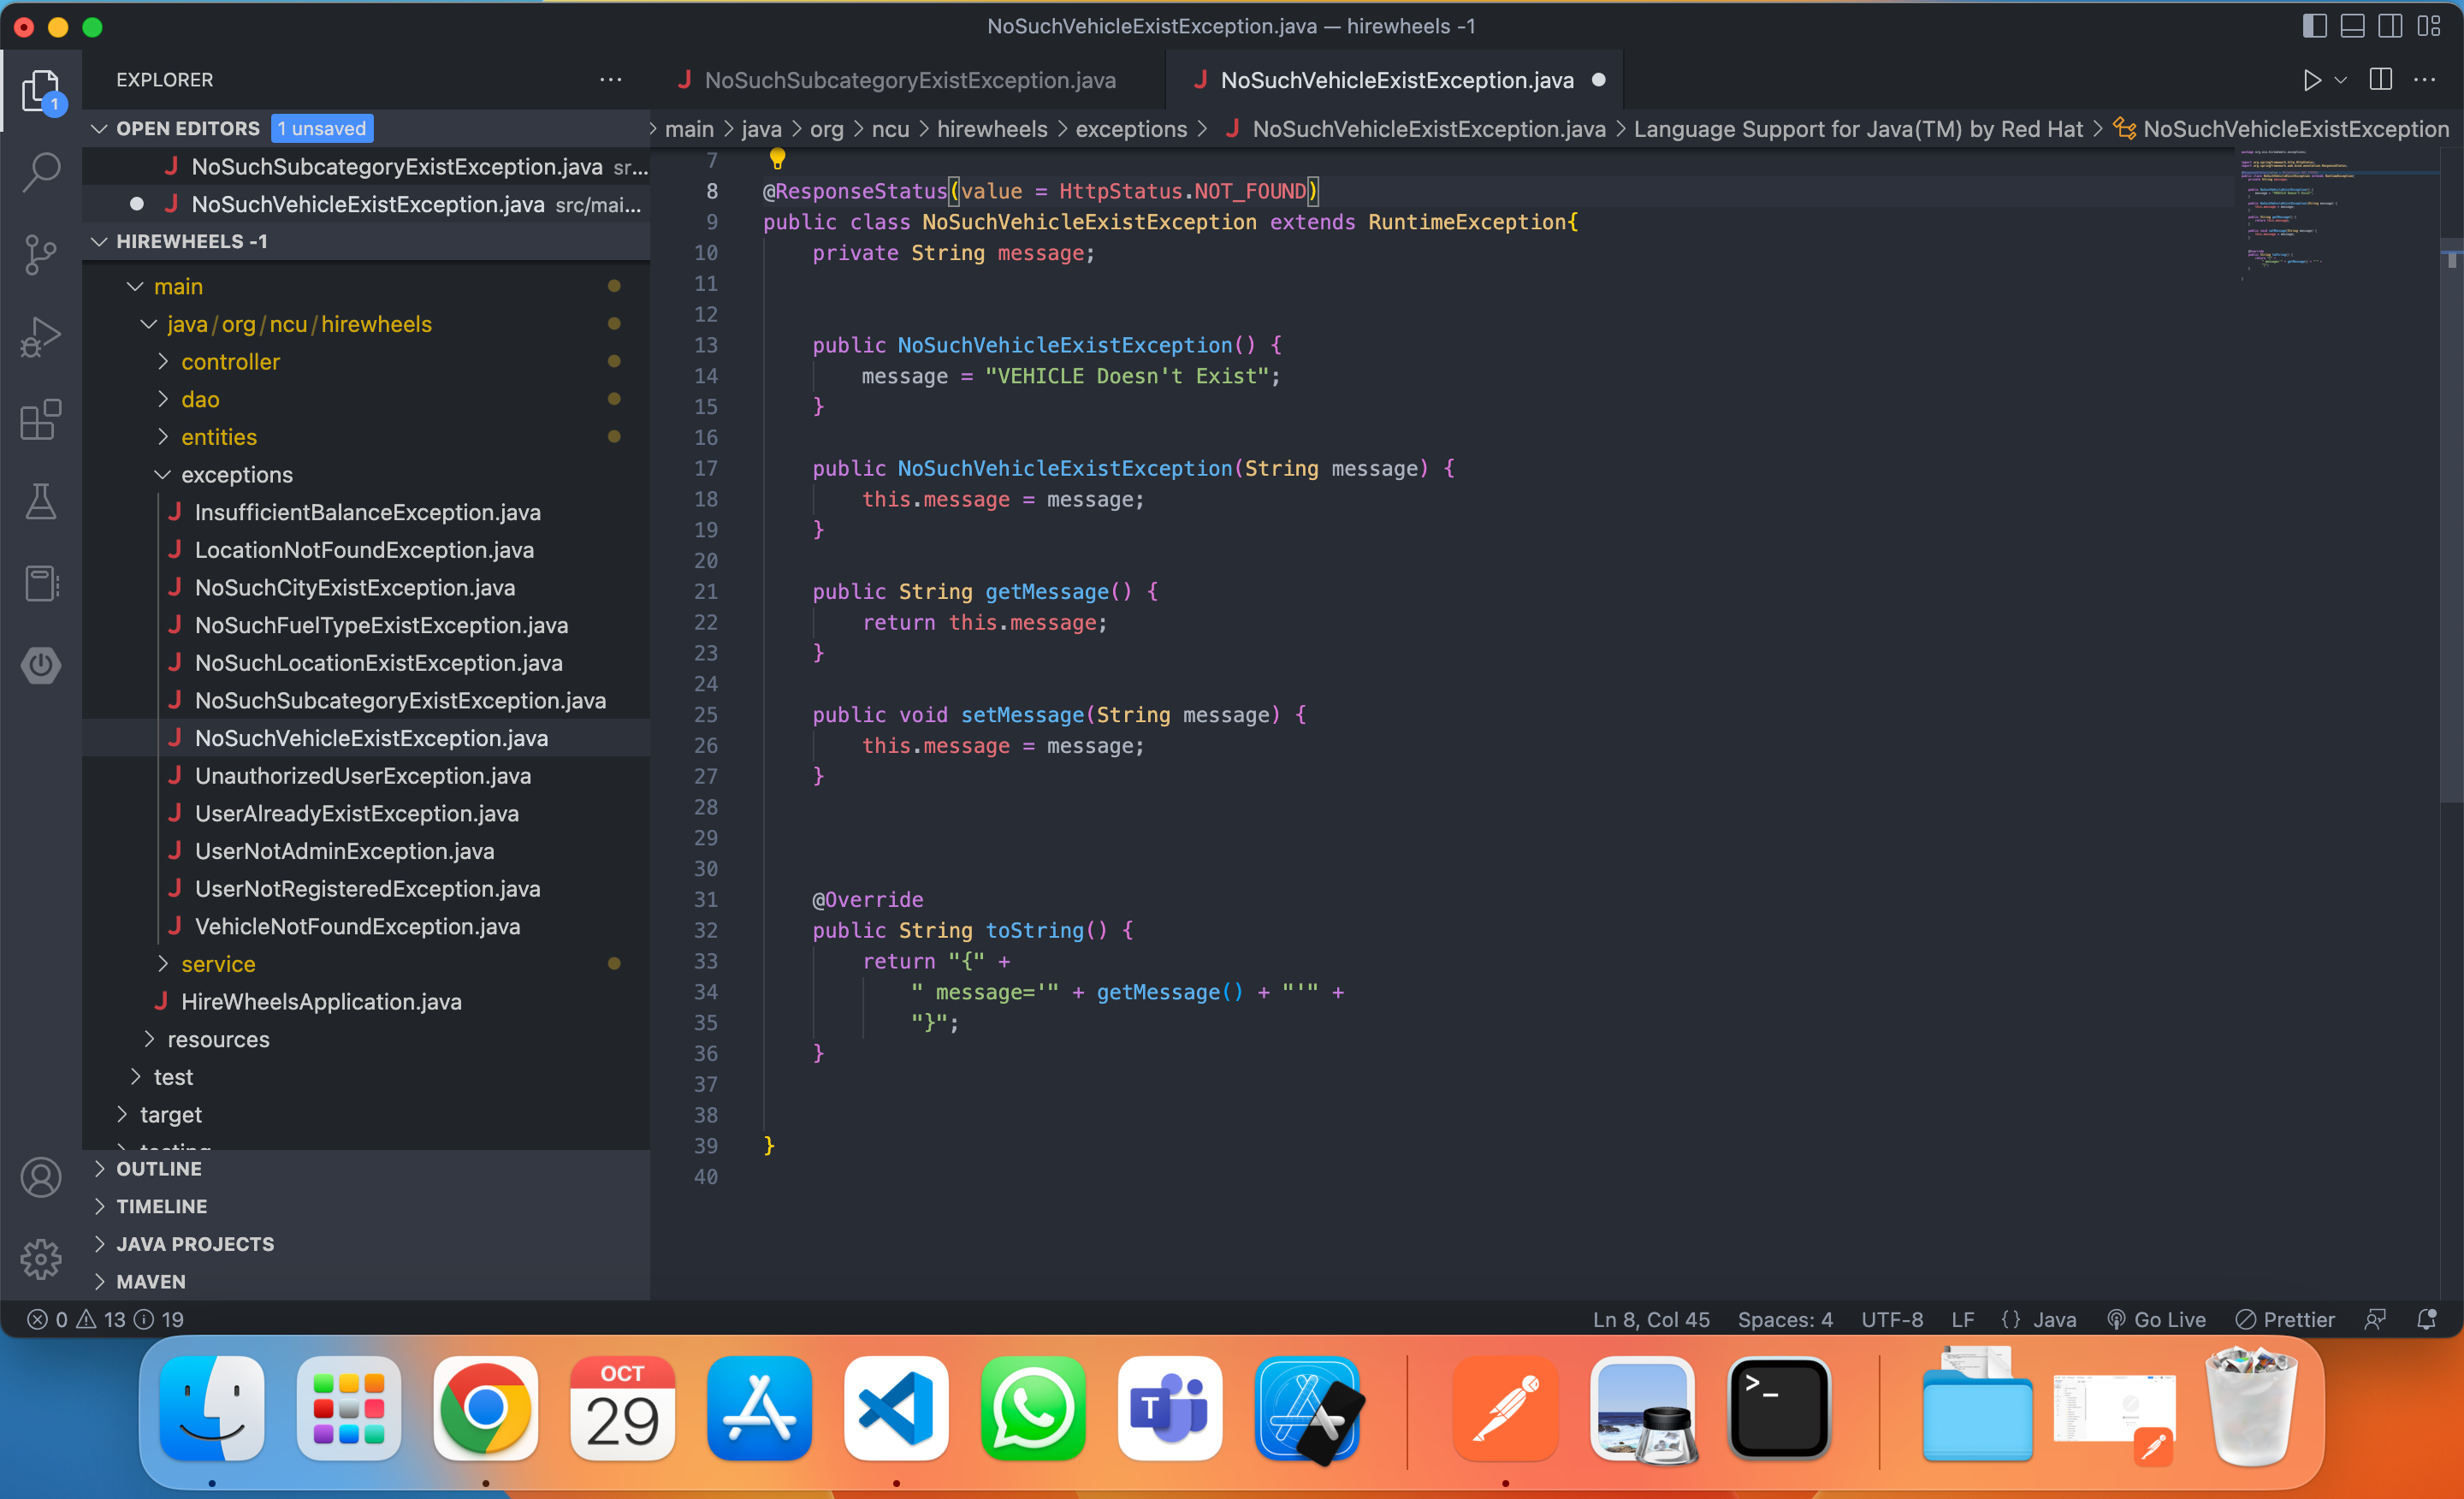 NoSuchVehicleExistException.java — hirewheels -1
EXPLORER
NoSuchSubcategoryExistException.java
NoSuchVehicleExistException.java
1
OPEN EDITORS 1 unsaved
NoSuchSubcategoryExistException.java sr...
NoSuchVehicleExistException.java src/mai...
HIREWHEELS -1
main
java / org / ncu / hirewheels
controller
dao
entities
exceptions
InsufficientBalanceException.java
LocationNotFoundException.java
NoSuchCityExistException.java
NoSuchFuelTypeExistException.java
NoSuchLocationExistException.java
NoSuchSubcategoryExistException.java
NoSuchVehicleExistException.java
UnauthorizedUserException.java
UserAlreadyExistException.java
UserNotAdminException.java
UserNotRegisteredException.java
VehicleNotFoundException.java
service
HireWheelsApplication.java
resources
test
target
OUTLINE
TIMELINE
JAVA PROJECTS
MAVEN
> main > java > org > ncu > hirewheels > exceptions > NoSuchVehicleExistException.java > Language Support for Java(TM) by Red Hat > NoSuchVehicleExistException
7
8 @ResponseStatus(value = HttpStatus.NOT_FOUND)
9 public class NoSuchVehicleExistException extends RuntimeException{
10 private String message;
11
12
13 public NoSuchVehicleExistException() {
14 message = "VEHICLE Doesn't Exist";
15 }
16
17 public NoSuchVehicleExistException(String message) {
18 this.message = message;
19 }
20
21 public String getMessage() {
22 return this.message;
23 }
24
25 public void setMessage(String message) {
26 this.message = message;
27 }
28
29
30
31 @Override
32 public String toString() {
33 return "{" +
34 " message='" + getMessage() + "'" +
35 "}";
36 }
37
38
39 }
40
0 13 19
Ln 8, Col 45 Spaces: 4 UTF-8 LF {} Java Go Live Prettier
OCT
29
T
>_